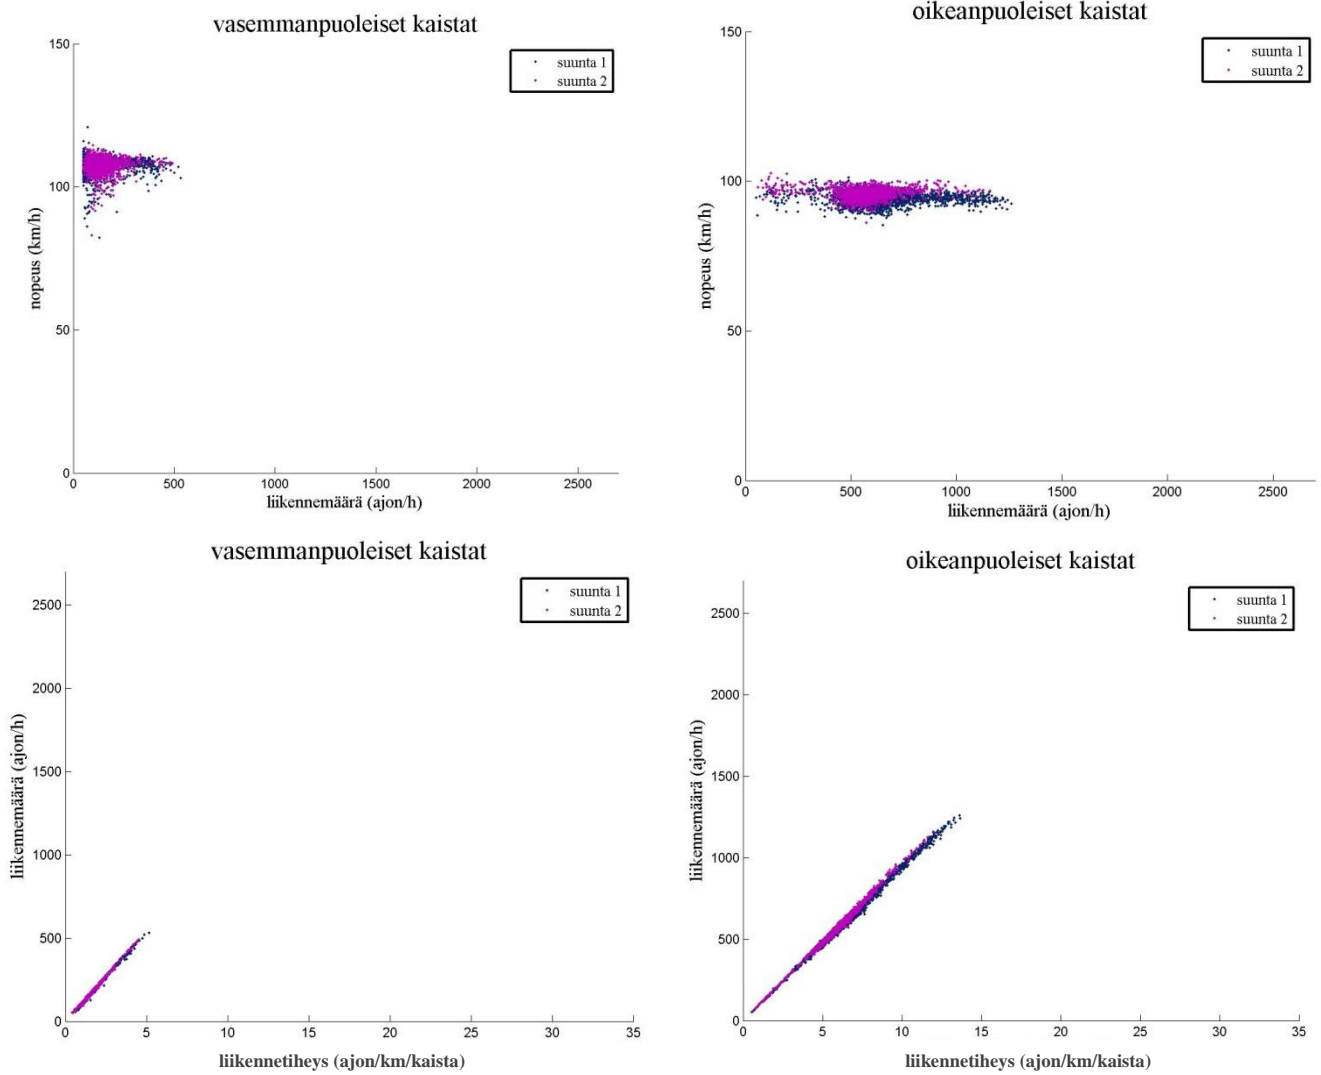 vasemmanpuoleiset kaistat
150
100
50
0
nopeus (km/h)
suunta 1
suunta 2
0 500 1000 1500 2000 2500
liikennemäärä (ajon/h)
oikeanpuoleiset kaistat
150
100
50
0
nopeus (km/h)
suunta 1
suunta 2
0 500 1000 1500 2000 2500
liikennemäärä (ajon/h)
vasemmanpuoleiset kaistat
2500
2000
1500
1000
500
0
liikennemäärä (ajon/h)
suunta 1
suunta 2
0 5 10 15 20 25 30 35
liikennetiheys (ajon/km/kaista)
oikeanpuoleiset kaistat
2500
2000
1500
1000
500
0
liikennemäärä (ajon/h)
suunta 1
suunta 2
0 5 10 15 20 25 30 35
liikennetiheys (ajon/km/kaista)